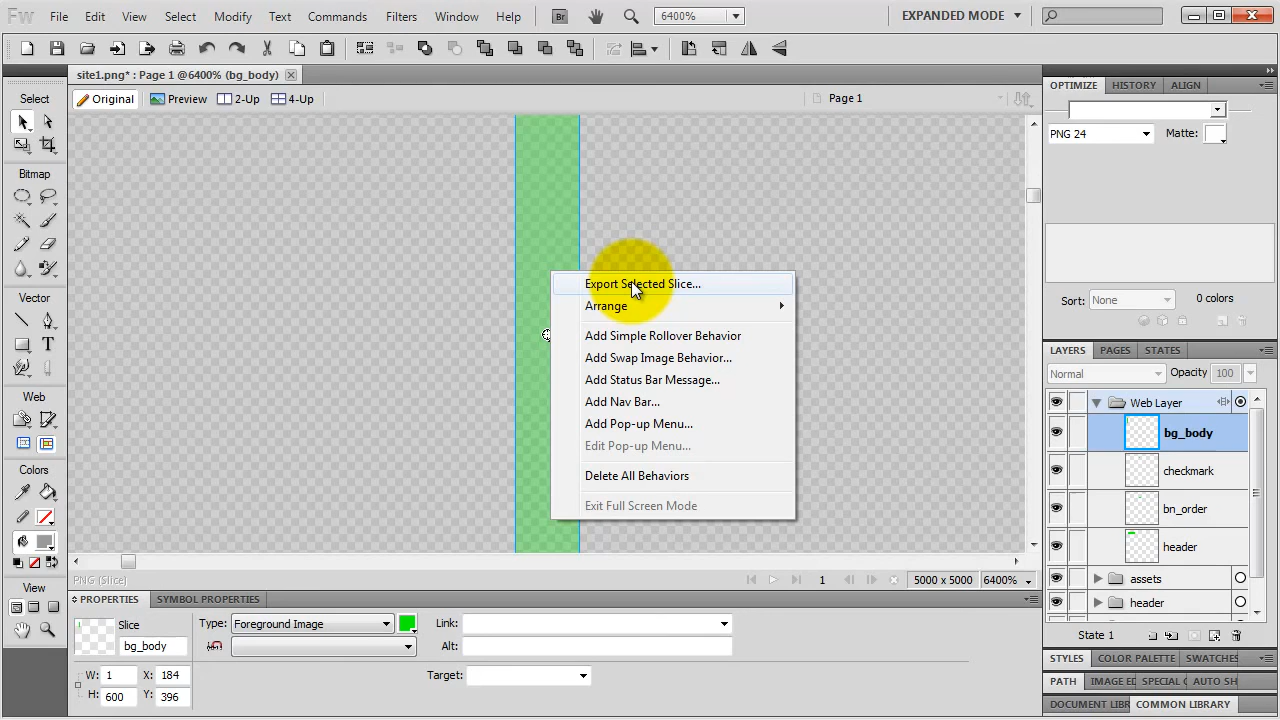 Fw File Edit View Select Modify Text Commands Filters Window Help Br 6400% EXPANDED MODE
site1.png* : Page 1 @6400% (bg_body)
Original Preview 2-Up 4-Up Page 1
Select
Bitmap
Vector
Web
Colors
View
Export Selected Slice...
Arrange
Add Simple Rollover Behavior
Add Swap Image Behavior...
Add Status Bar Message...
Add Nav Bar...
Add Pop-up Menu...
Edit Pop-up Menu...
Delete All Behaviors
Exit Full Screen Mode
PNG (Slice) 1 5000 x 5000 6400%
PROPERTIES SYMBOL PROPERTIES
Slice Type: Foreground Image Link:
bg_body Alt:
W: 1 X: 184 Target:
H: 600 Y: 396
OPTIMIZE HISTORY ALIGN
PNG 24 Matte:
Sort: None 0 colors
LAYERS PAGES STATES
Normal Opacity 100
Web Layer
bg_body
checkmark
bn_order
header
assets
header
State 1
STYLES COLOR PALETTE SWATCHES
PATH IMAGE ED SPECIAL AUTO SH
DOCUMENT LIBR COMMON LIBRARY